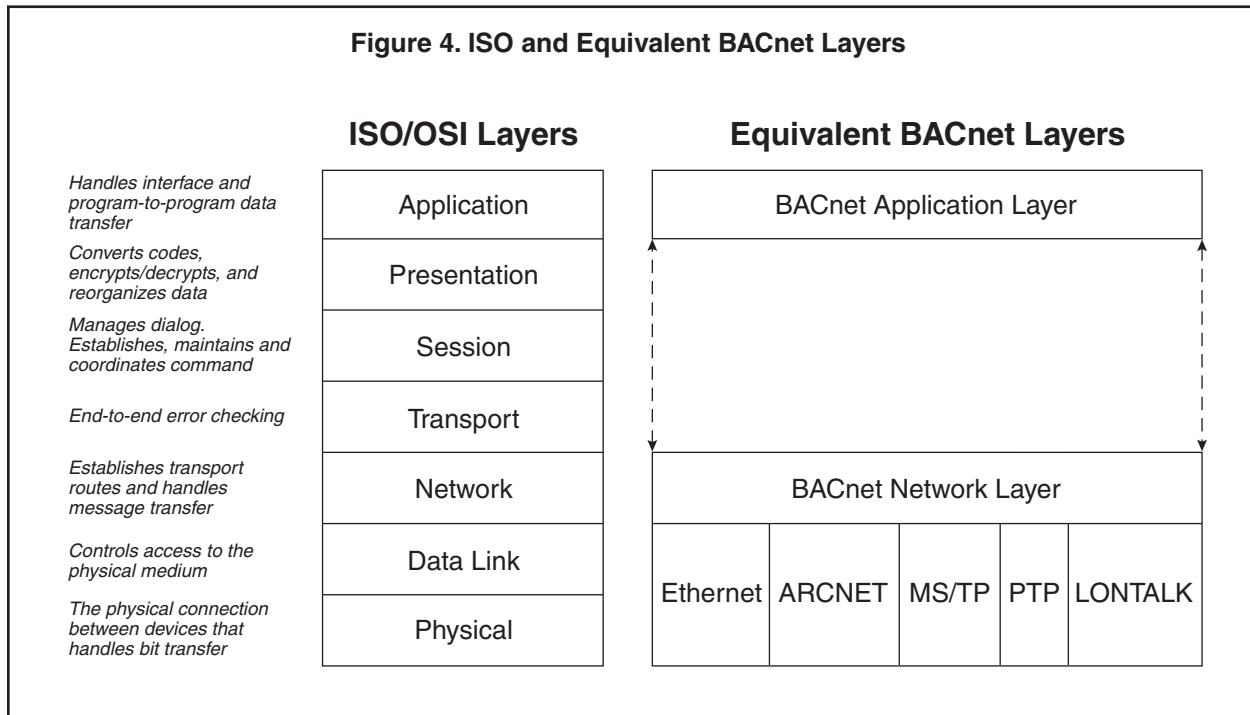 Figure 4. ISO and Equivalent BACnet Layers
ISO/OSI Layers
Equivalent BACnet Layers
Handles interface and
program-to-program data
transfer
Application
BACnet Application Layer
Converts codes,
encrypts/decrypts, and
reorganizes data
Presentation
Manages dialog.
Establishes, maintains and
coordinates command
Session
End-to-end error checking
Transport
Establishes transport
routes and handles
message transfer
Network
BACnet Network Layer
Controls access to the
physical medium
Data Link
Ethernet
ARCNET
MS/TP
PTP
LONTALK
The physical connection
between devices that
handles bit transfer
Physical